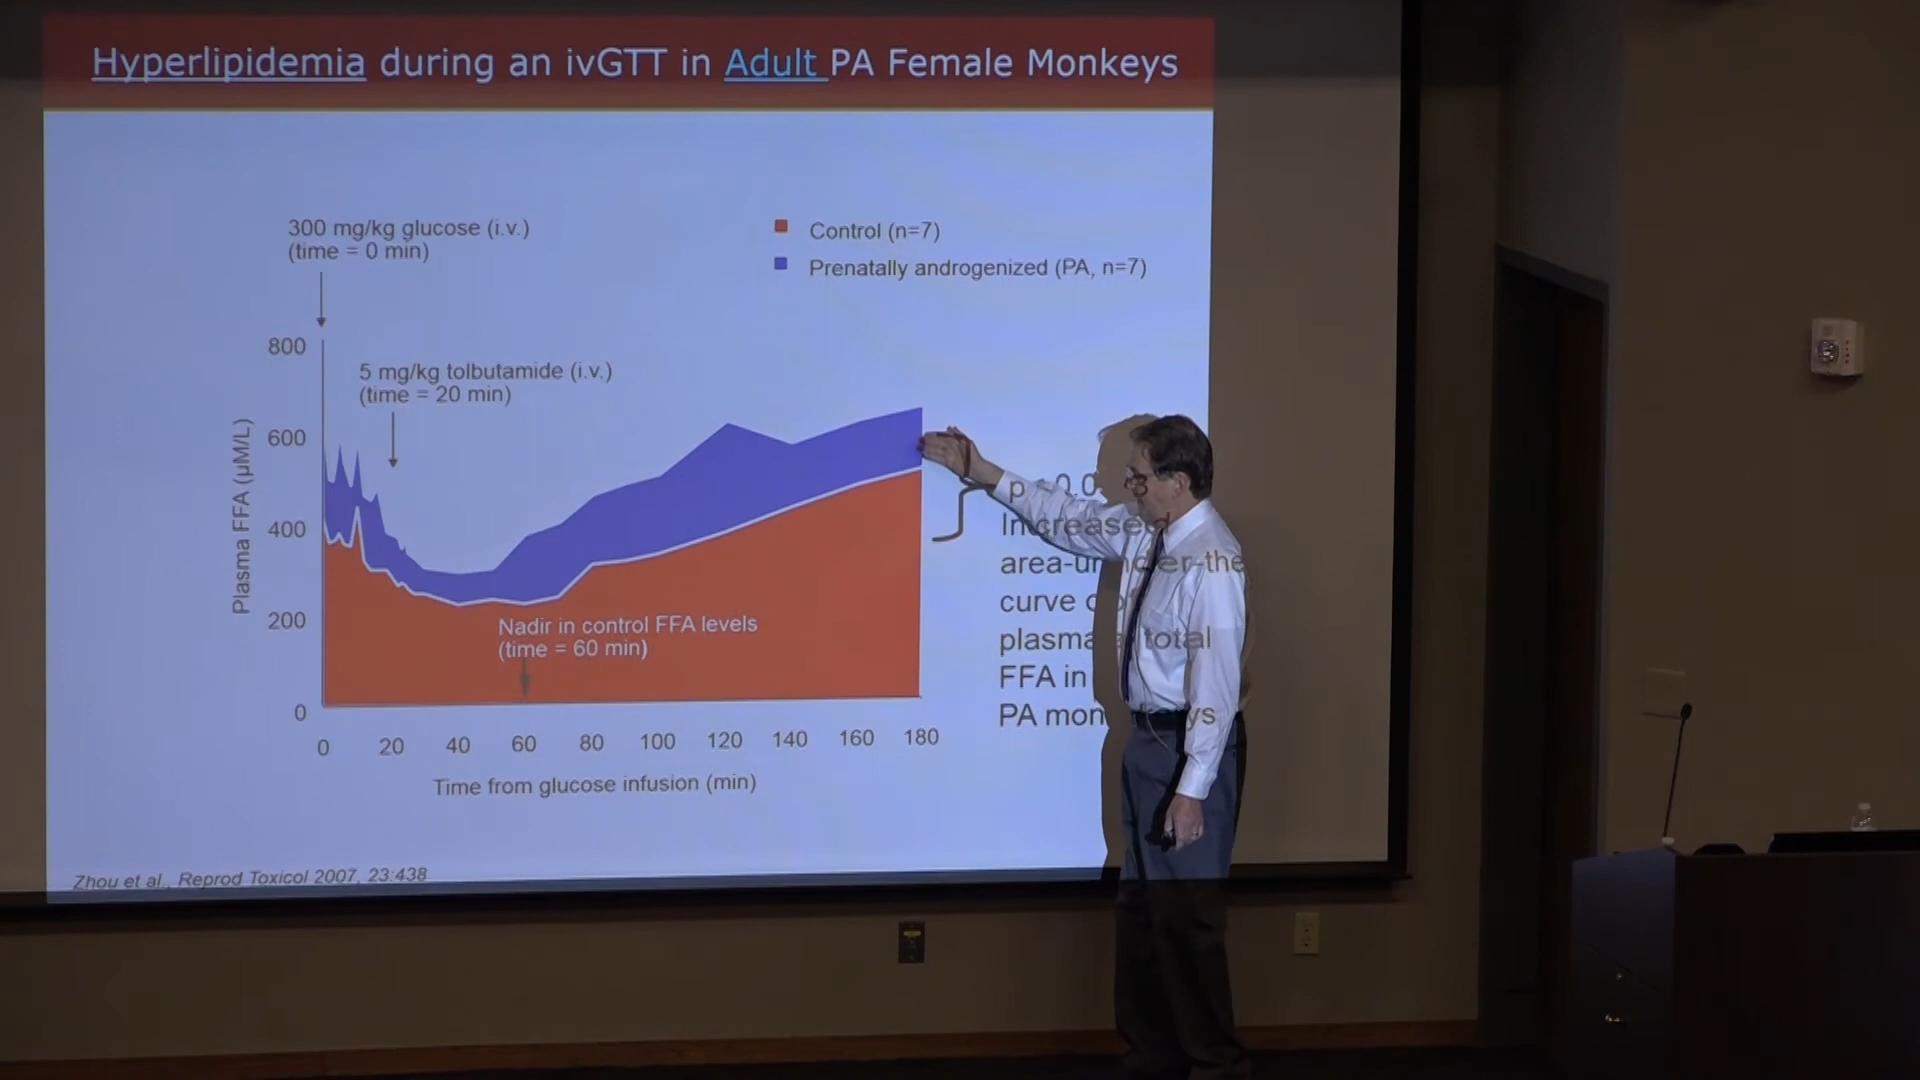 Hyperlipidemia during an ivGTT in Adult PA Female Monkeys
300 mg/kg glucose (i.v.)
(time = 0 min)
Control (n=7)
Prenatally androgenized (PA, n=7)
5 mg/kg tolbutamide (i.v.)
(time = 20 min)
Plasma FFA (µM/L)
800
600
400
200
0
Nadir in control FFA levels
(time = 60 min)
0 20 40 60 80 100 120 140 160 180
Time from glucose infusion (min)
Increased
area-under-the
curve of
plasma total
FFA in
PA monkeys
Zhou et al., Reprod Toxicol 2007, 23:438